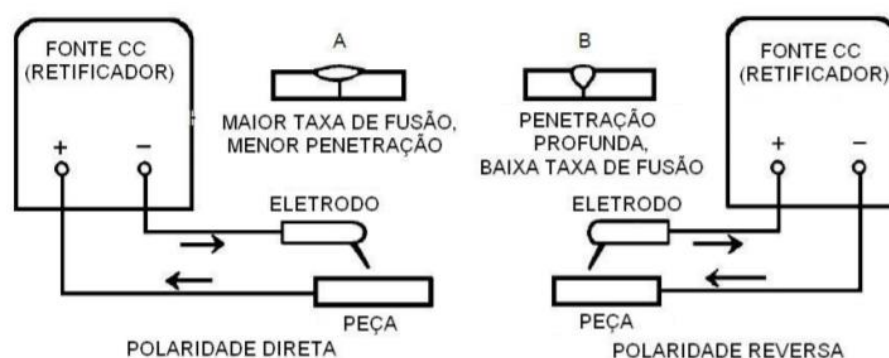 FONTE CC
(RETIFICADOR)
+ −
A
MAIOR TAXA DE FUSÃO,
MENOR PENETRAÇÃO
ELETRODO
PEÇA
POLARIDADE DIRETA
B
PENETRAÇÃO
PROFUNDA,
BAIXA TAXA DE FUSÃO
FONTE CC
(RETIFICADOR)
+ −
ELETRODO
PEÇA
POLARIDADE REVERSA